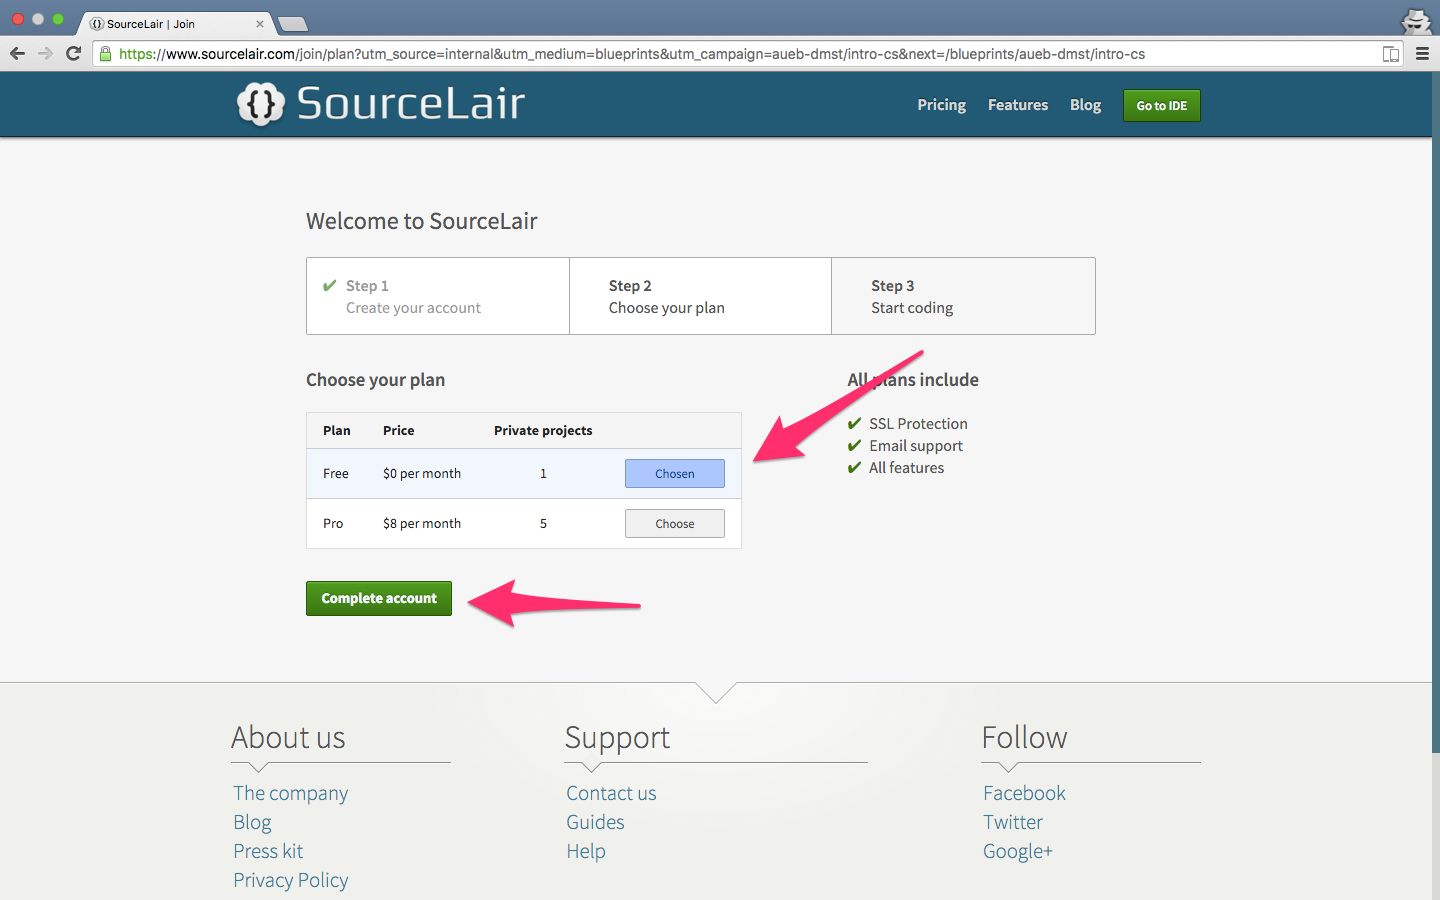 SourceLair | Join
https://www.sourcelair.com/join/plan?utm_source=internal&utm_medium=blueprints&utm_campaign=aueb-dmst/intro-cs&next=/blueprints/aueb-dmst/intro-cs
{} SourceLair
Pricing Features Blog Go to IDE
Welcome to SourceLair
✔ Step 1
Create your account
Step 2
Choose your plan
Step 3
Start coding
Choose your plan
Plan Price Private projects
Free $0 per month 1 Chosen
Pro $8 per month 5 Choose
Complete account
All plans include
✔ SSL Protection
✔ Email support
✔ All features
About us
The company
Blog
Press kit
Privacy Policy
Support
Contact us
Guides
Help
Follow
Facebook
Twitter
Google+